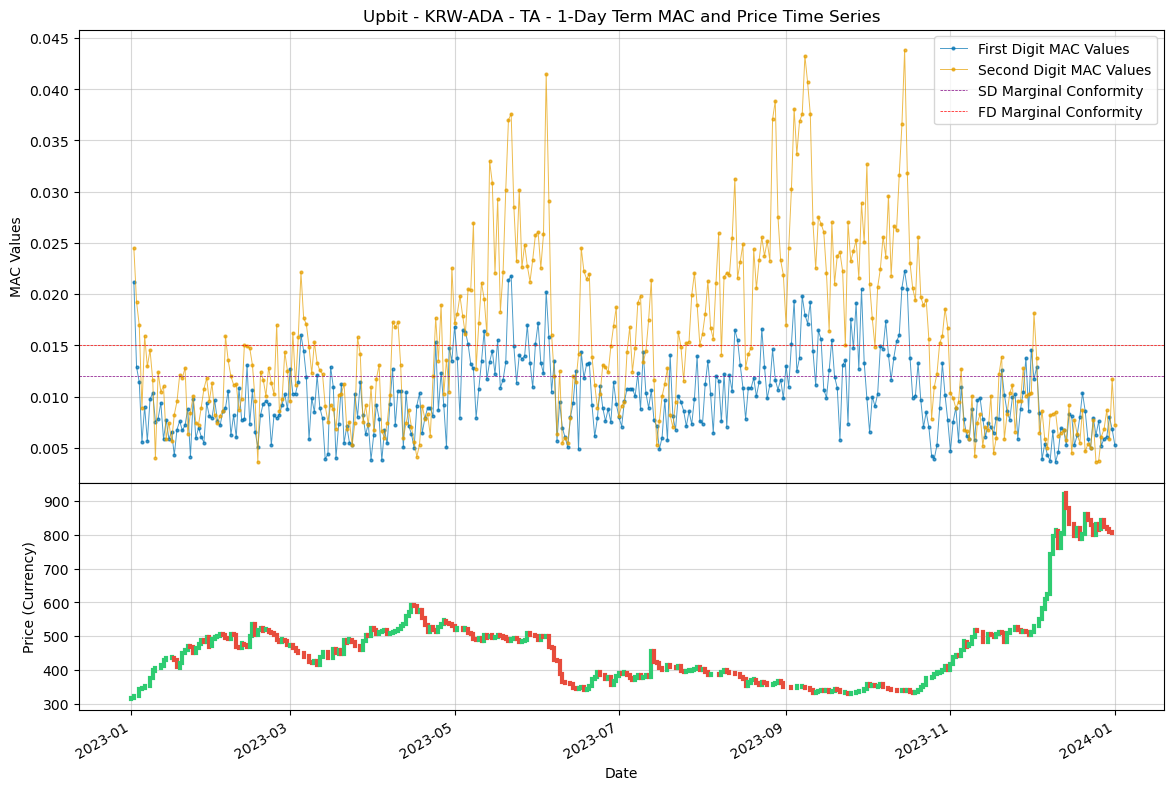 Upbit - KRW-ADA - TA - 1-Day Term MAC and Price Time Series
0.045
0.040
0.035
0.030
0.025
0.020
0.015
0.010
0.005
MAC Values
First Digit MAC Values
Second Digit MAC Values
SD Marginal Conformity
FD Marginal Conformity
900
800
700
600
500
400
300
Price (Currency)
2023-01
2023-03
2023-05
2023-07
2023-09
2023-11
2024-01
Date